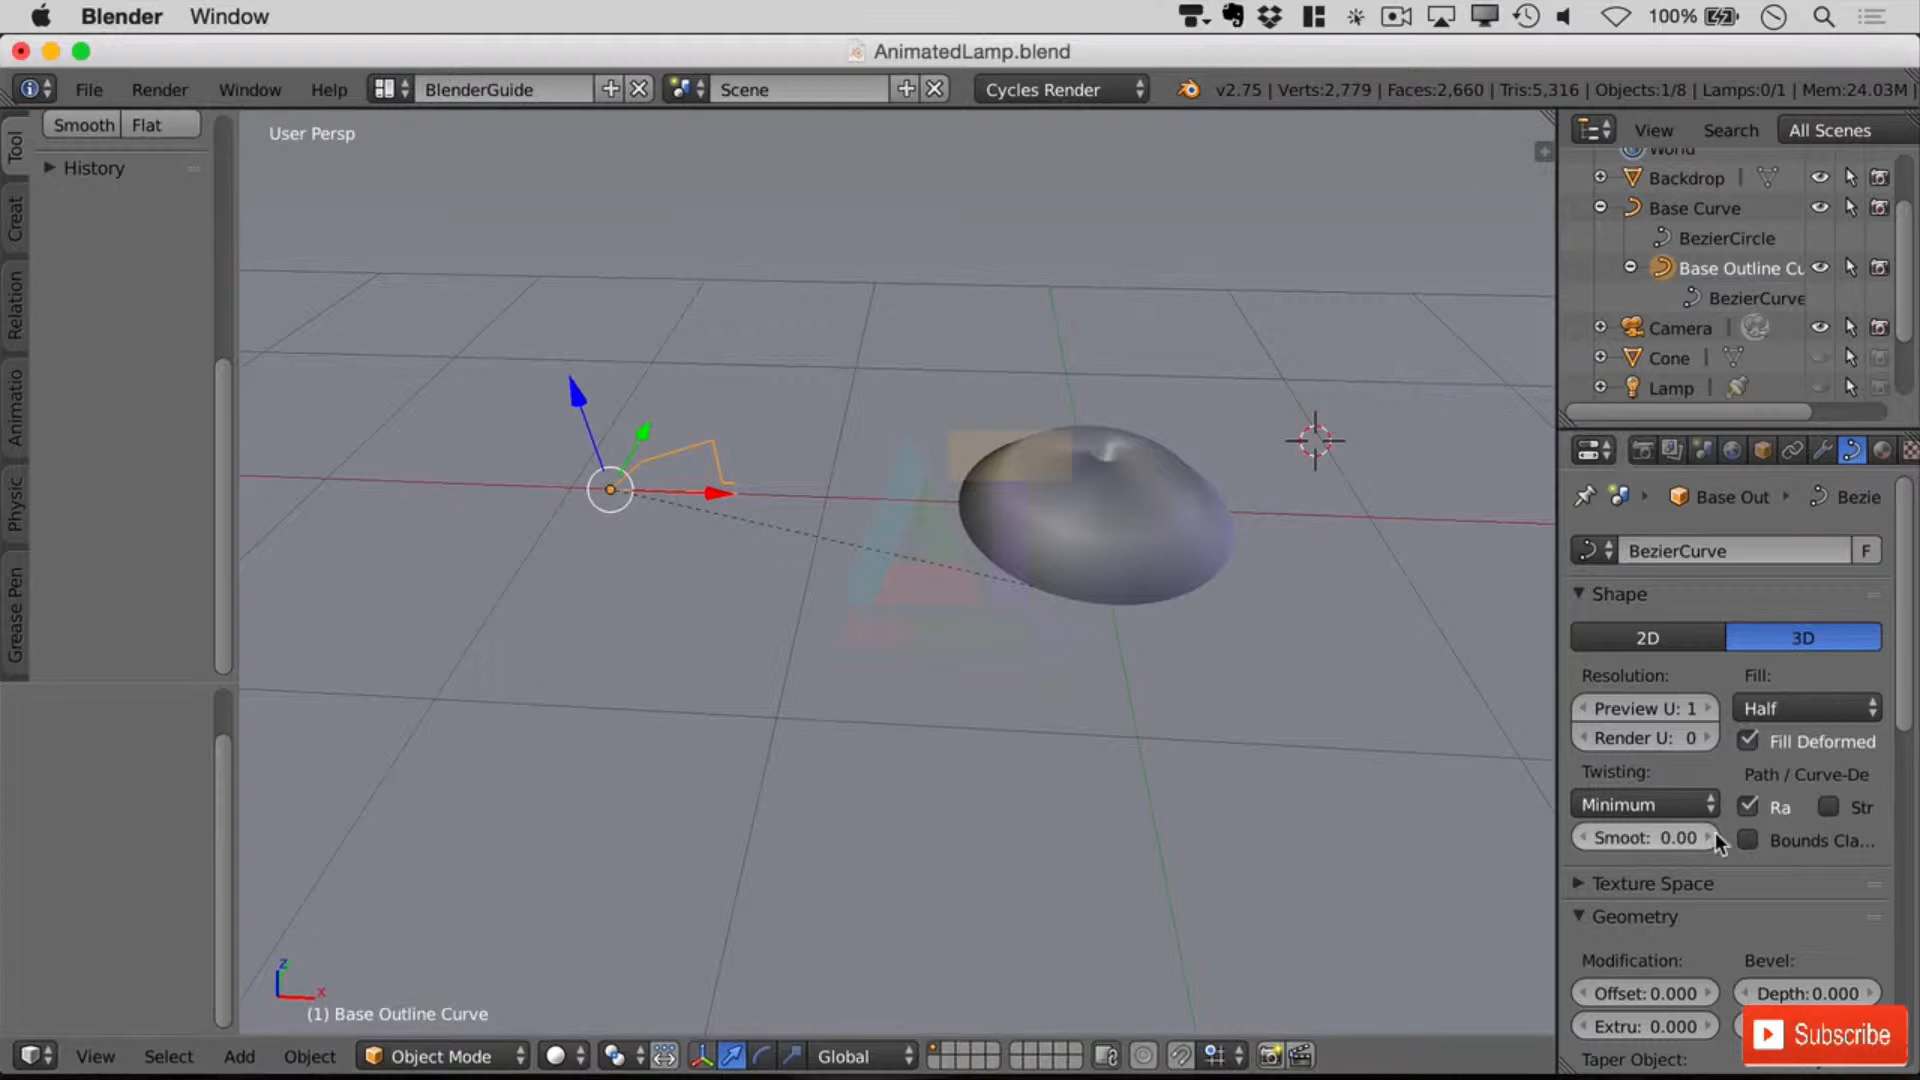 Blender Window 100%
AnimatedLamp.blend
File Render Window Help BlenderGuide Scene Cycles Render v2.75 | Verts:2,779 | Faces:2,660 | Tris:5,316 | Objects:1/8 | Lamps:0/1 | Mem:24.03M |
Smooth Flat
History
Tool
Creat
Relation
Animatio
Physic
Grease Pen
User Persp
z
x
(1) Base Outline Curve
View Select Add Object Object Mode Global
View Search All Scenes
World
Backdrop
Base Curve
BezierCircle
Base Outline Cu
BezierCurve
Camera
Cone
Lamp
Base Out Bezie
BezierCurve F
Shape
2D 3D
Resolution: Fill:
Preview U: 1 Half
Render U: 0 Fill Deformed
Twisting: Path / Curve-De
Minimum Ra Str
Smoot: 0.00 Bounds Cla...
Texture Space
Geometry
Modification: Bevel:
Offset: 0.000 Depth: 0.000
Extru: 0.000
Subscribe
Taper Object: